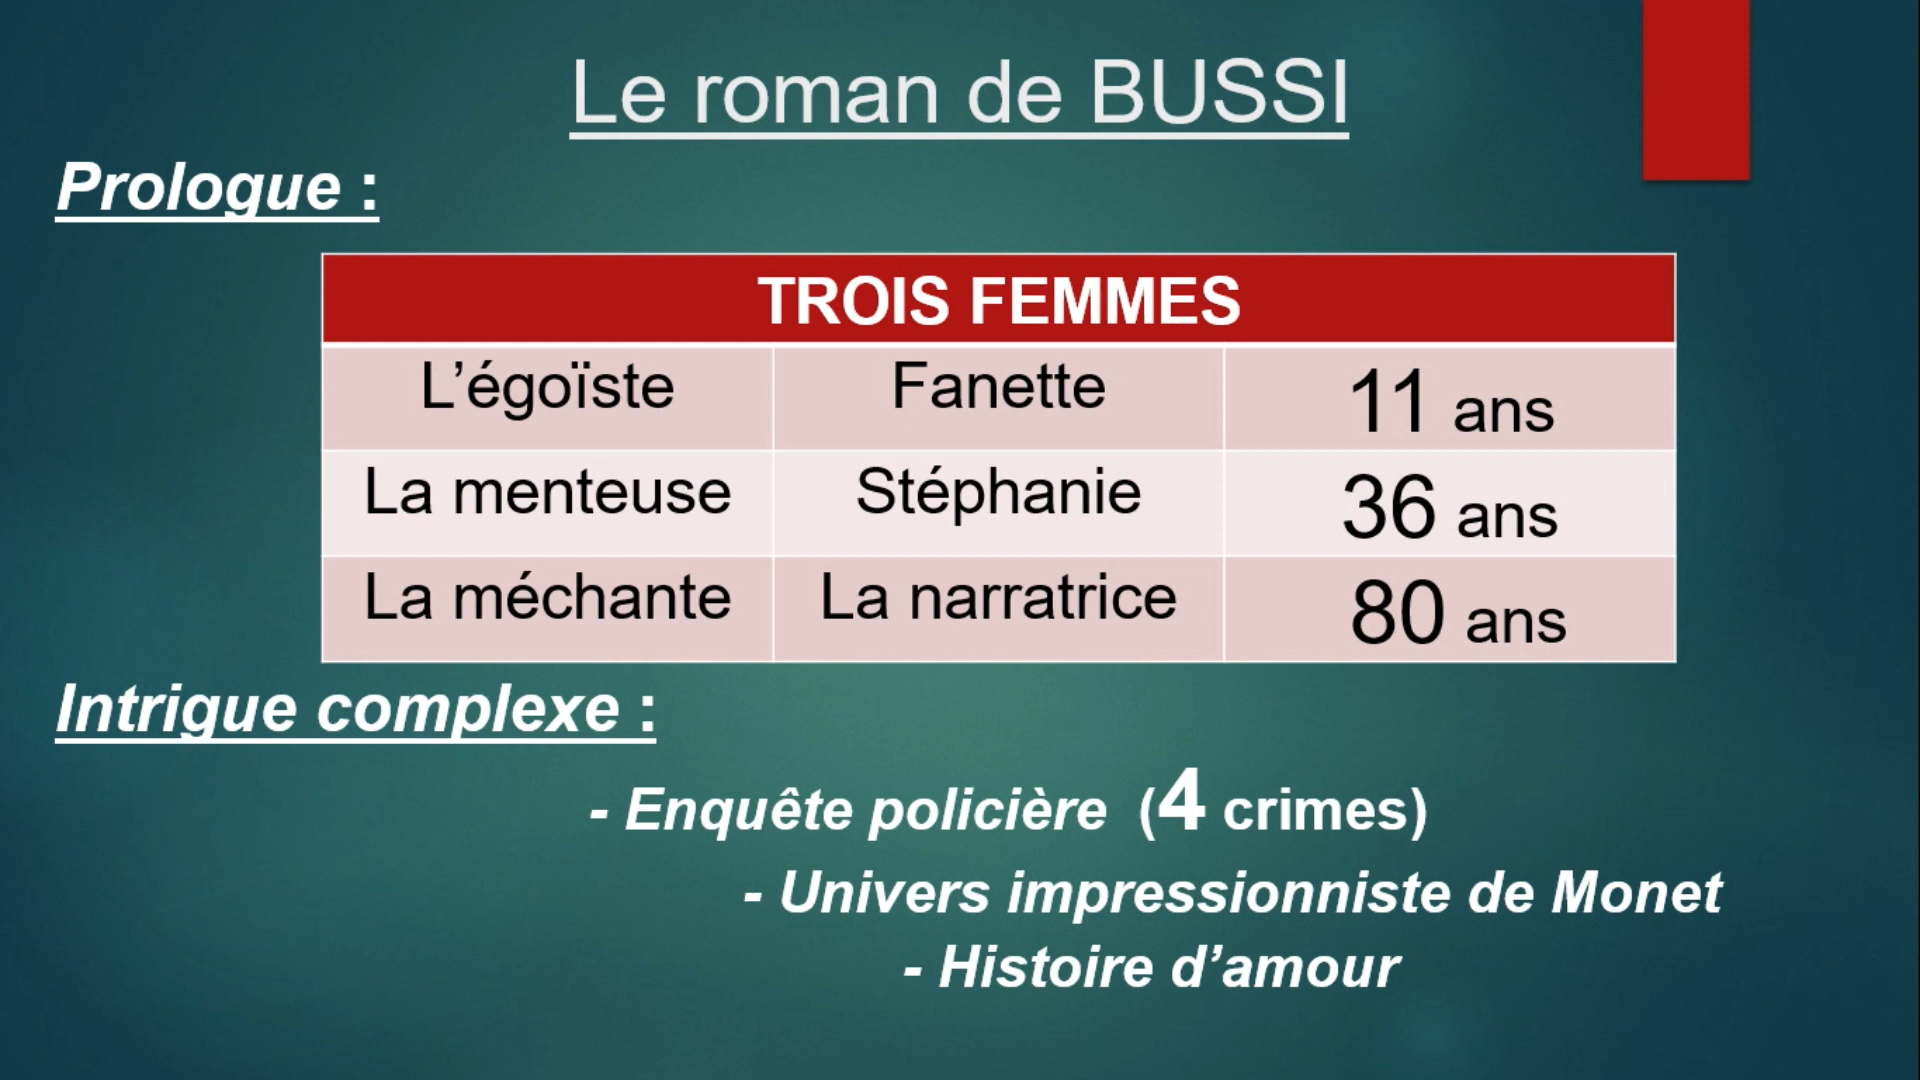 Le roman de BUSSI
Prologue :
TROIS FEMMES
L’égoïste Fanette 11 ans
La menteuse Stéphanie 36 ans
La méchante La narratrice 80 ans
Intrigue complexe :
- Enquête policière (4 crimes)
- Univers impressionniste de Monet
- Histoire d’amour